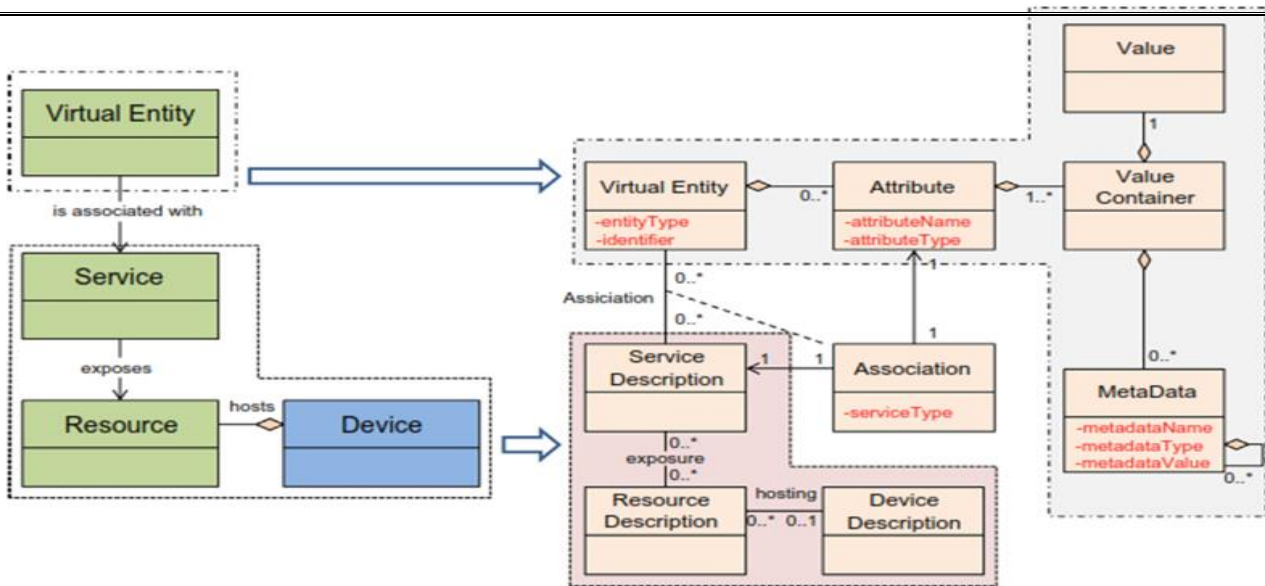 Virtual Entity
is associated with
Service
exposes
Resource
hosts
Device
Value
1
Virtual Entity
-entityType
-identifier
0..*
Attribute
-attributeName
-attributeType
1..*
Value
Container
0..*
Assiciation
0..*
1
1
Service
Description
1
1
Association
-serviceType
0..*
MetaData
-metadataName
-metadataType
-metadataValue
0..*
0..*
exposure
0..*
Resource
Description
hosting
0..*
0..1
Device
Description